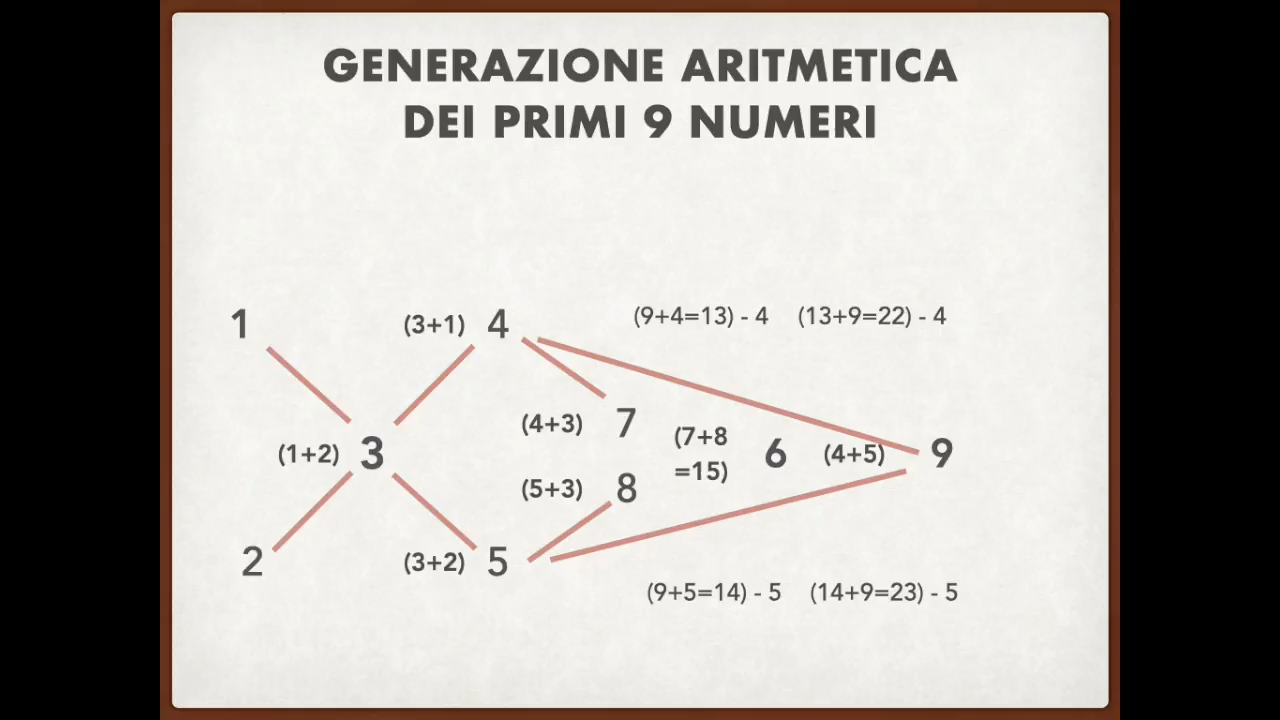 GENERAZIONE ARITMETICA
DEI PRIMI 9 NUMERI
1 (3+1) 4 (9+4=13) - 4 (13+9=22) - 4
(4+3) 7 (7+8
=15)
(1+2) 3 6 (4+5) 9
(5+3) 8
2 (3+2) 5 (9+5=14) - 5 (14+9=23) - 5